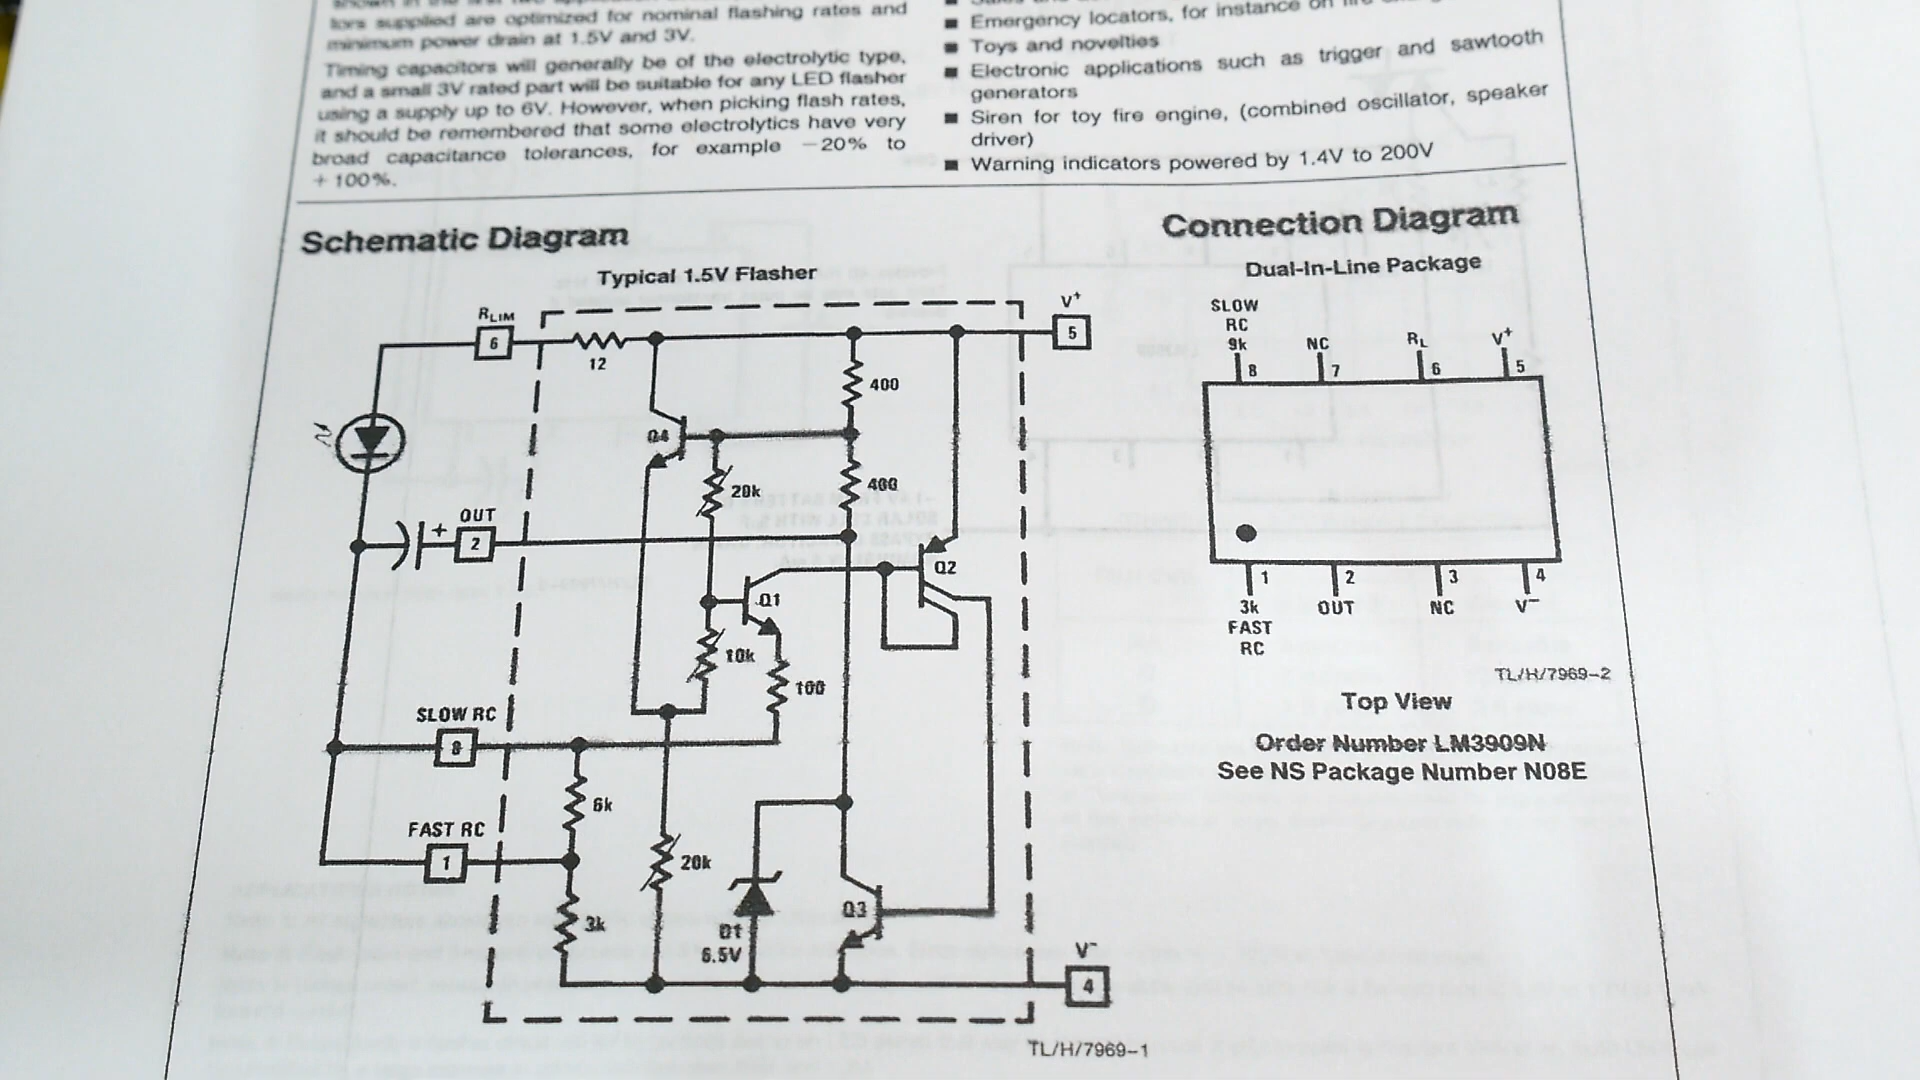 tors supplied are optimized for nominal flashing rates and
minimum power drain at 1.5V and 3V.
Timing capacitors will generally be of the electrolytic type,
and a small 3V rated part will be suitable for any LED flasher
using a supply up to 6V. However, when picking flash rates,
it should be remembered that some electrolytics have very
broad capacitance tolerances, for example −20% to
+100%.
■ Emergency locators, for instance on
■ Toys and novelties
■ Electronic applications such as trigger and sawtooth
generators
■ Siren for toy fire engine, (combined oscillator, speaker
driver)
■ Warning indicators powered by 1.4V to 200V
Schematic Diagram
Typical 1.5V Flasher
RLIM
6
12
V+
5
400
Q4
20k
400
OUT
+
2
Q2
Q1
10k
100
SLOW RC
8
6k
FAST RC
1
20k
3k
D1
6.5V
Q3
V−
4
TL/H/7969–1
Connection Diagram
Dual-In-Line Package
SLOW
RC
9k
NC
RL
V+
8
7
6
5
1
2
3
4
3k
FAST
RC
OUT
NC
V−
TL/H/7969–2
Top View
Order Number LM3909N
See NS Package Number N08E